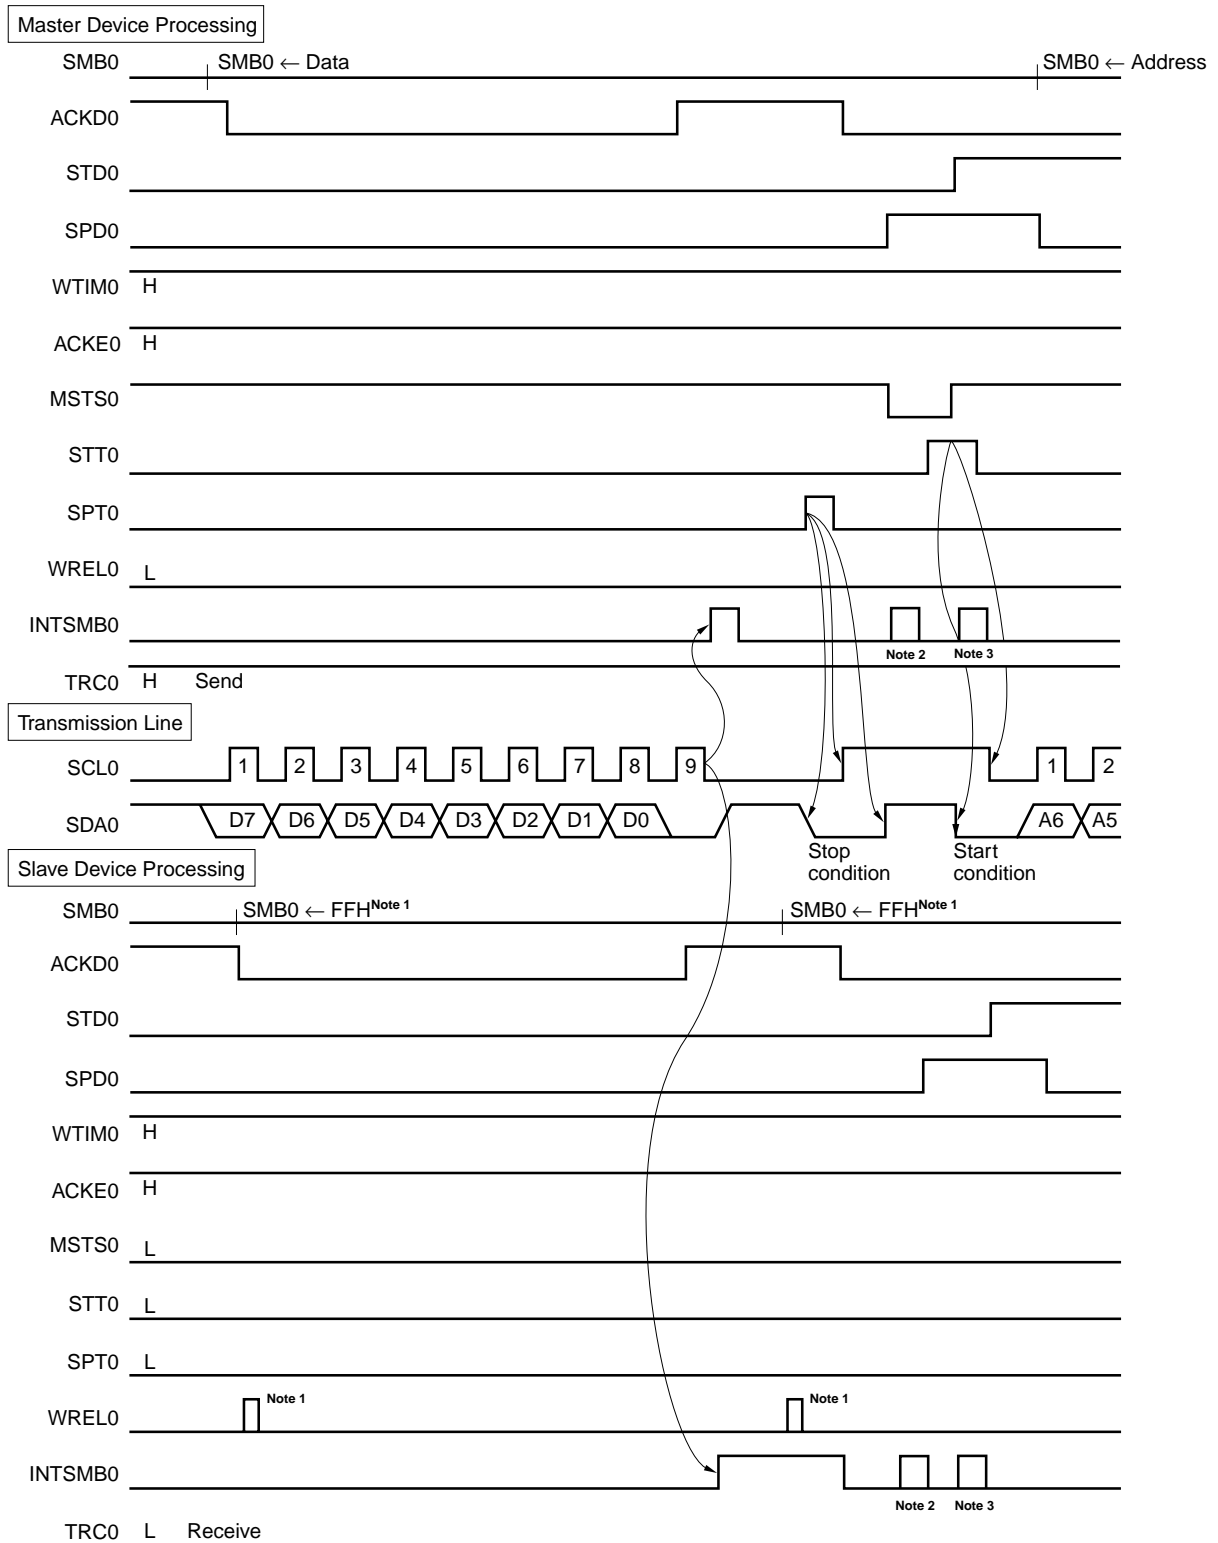 Master Device Processing
SMB0 SMB0 ← Data SMB0 ← Address
ACKD0
STD0
SPD0
WTIM0 H
ACKE0 H
MSTS0
STT0
SPT0
WREL0 L
INTSMB0
Note 2 Note 3
TRC0 H Send
Transmission Line
SCL0 1 2 3 4 5 6 7 8 9 1 2
SDA0 D7 D6 D5 D4 D3 D2 D1 D0 A6 A5
Stop condition
Start condition
Slave Device Processing
SMB0 SMB0 ← FFH Note 1 SMB0 ← FFH Note 1
ACKD0
STD0
SPD0
WTIM0 H
ACKE0 H
MSTS0 L
STT0 L
SPT0 L
WREL0 Note 1 Note 1
INTSMB0
Note 2 Note 3
TRC0 L Receive